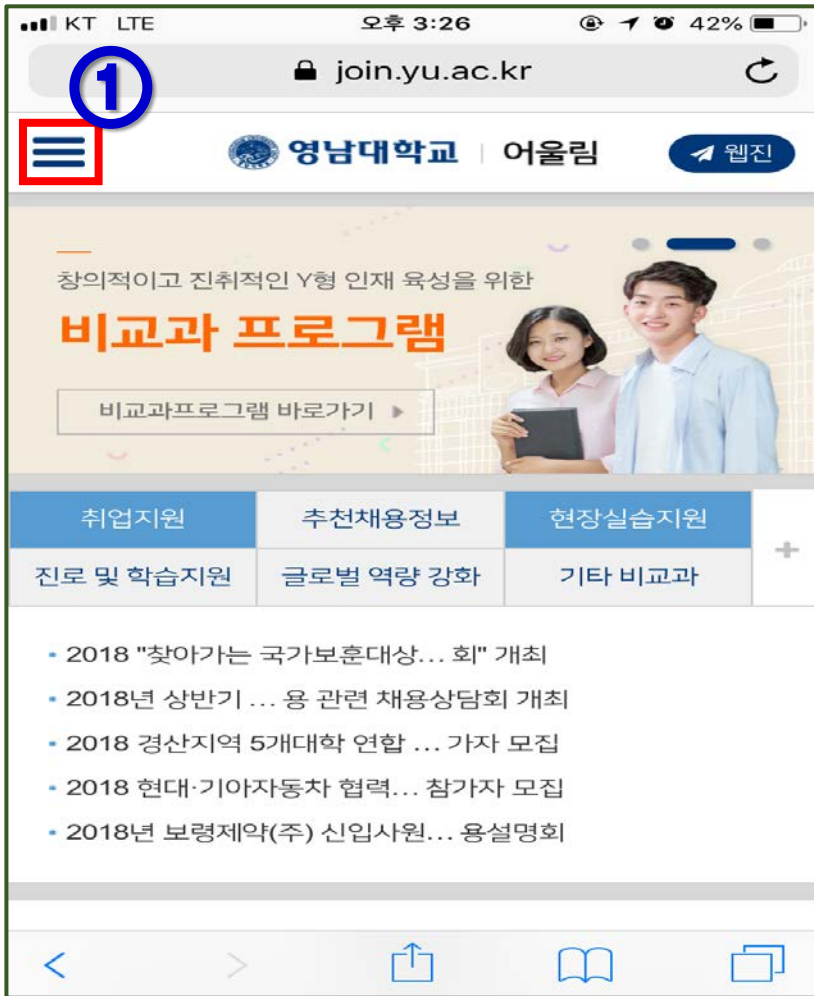 KT LTE 오후 3:26 42%
join.yu.ac.kr
①
영남대학교 | 어울림 웹진
창의적이고 진취적인 Y형 인재 육성을 위한
비교과 프로그램
비교과프로그램 바로가기 ▶
취업지원 추천채용정보 현장실습지원
+
진로 및 학습지원 글로벌 역량 강화 기타 비교과
• 2018 "찾아가는 국가보훈대상... 회" 개최
• 2018년 상반기 ... 용 관련 채용상담회 개최
• 2018 경산지역 5개대학 연합 ... 가자 모집
• 2018 현대·기아자동차 협력... 참가자 모집
• 2018년 보령제약(주) 신입사원... 용설명회